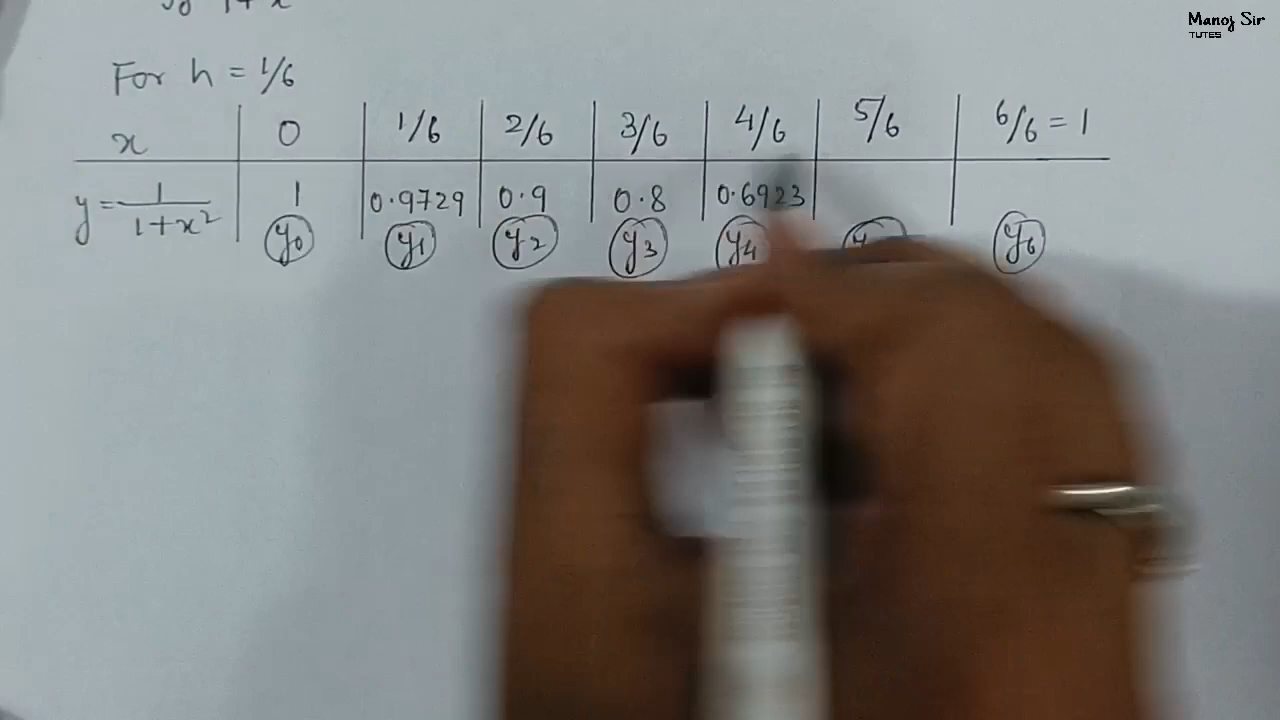 Manoj Sir
TUTES
1+x
For h = 1/6
x 0 1/6 2/6 3/6 4/6 5/6 6/6 = 1
y = 1/1+x² 1 0.9729 0.9 0.8 0.6923
y0 y1 y2 y3 y4 y6